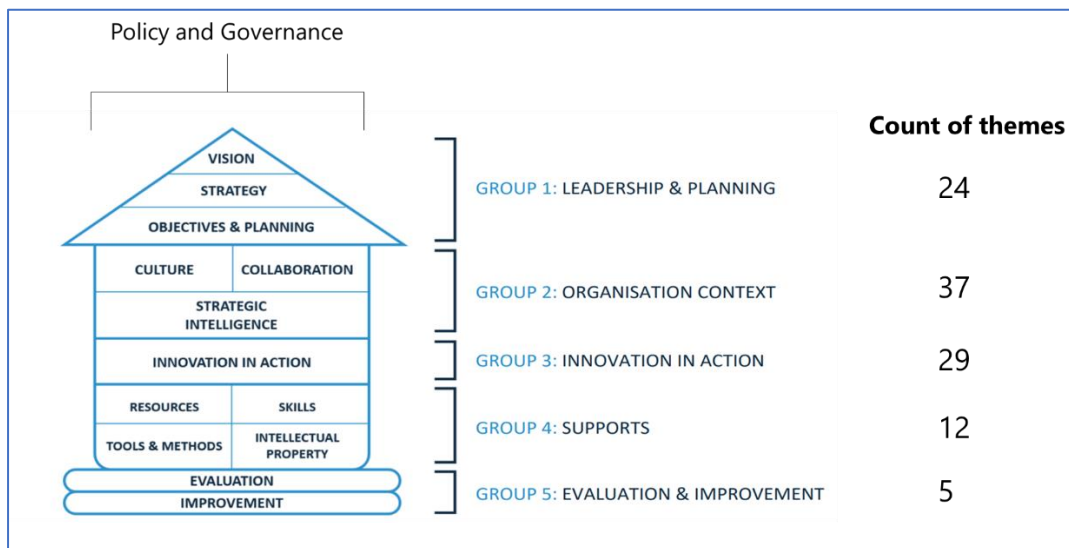 Policy and Governance
Count of themes
VISION
STRATEGY
OBJECTIVES & PLANNING
GROUP 1: LEADERSHIP & PLANNING
24
CULTURE
COLLABORATION
STRATEGIC
INTELLIGENCE
GROUP 2: ORGANISATION CONTEXT
37
INNOVATION IN ACTION
GROUP 3: INNOVATION IN ACTION
29
RESOURCES
SKILLS
TOOLS & METHODS
INTELLECTUAL
PROPERTY
GROUP 4: SUPPORTS
12
EVALUATION
IMPROVEMENT
GROUP 5: EVALUATION & IMPROVEMENT
5